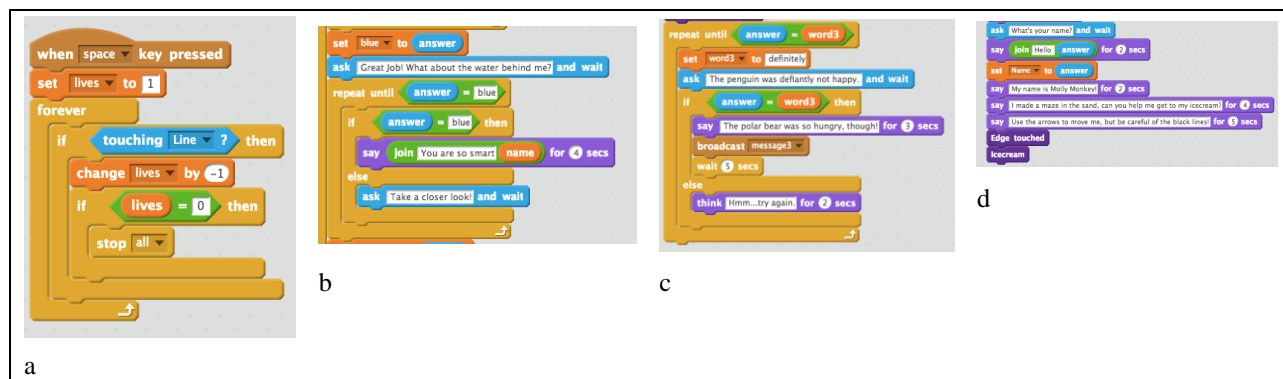 when space key pressed
set lives to 1
forever
if touching Line ? then
change lives by -1
if lives = 0 then
stop all
a
set blue to answer
ask Great Job! What about the water behind me? and wait
repeat until answer = blue
if answer = blue then
say join You are so smart name for 4 secs
else
ask Take a closer look! and wait
b
repeat until answer = word3
set word3 to definitely
ask The penguin was defiantly not happy. and wait
if answer = word3 then
say The polar bear was so hungry, though! for 3 secs
broadcast message3
wait 5 secs
else
think Hmm...try again. for 2 secs
c
ask What's your name? and wait
say join Hello answer for 2 secs
set Name to answer
say My name is Molly Monkey! for 2 secs
say I made a maze in the sand, can you help me get to my icecream? for 4 secs
say Use the arrows to move me, but be careful of the black lines! for 5 secs
Edge touched
Icecream
d